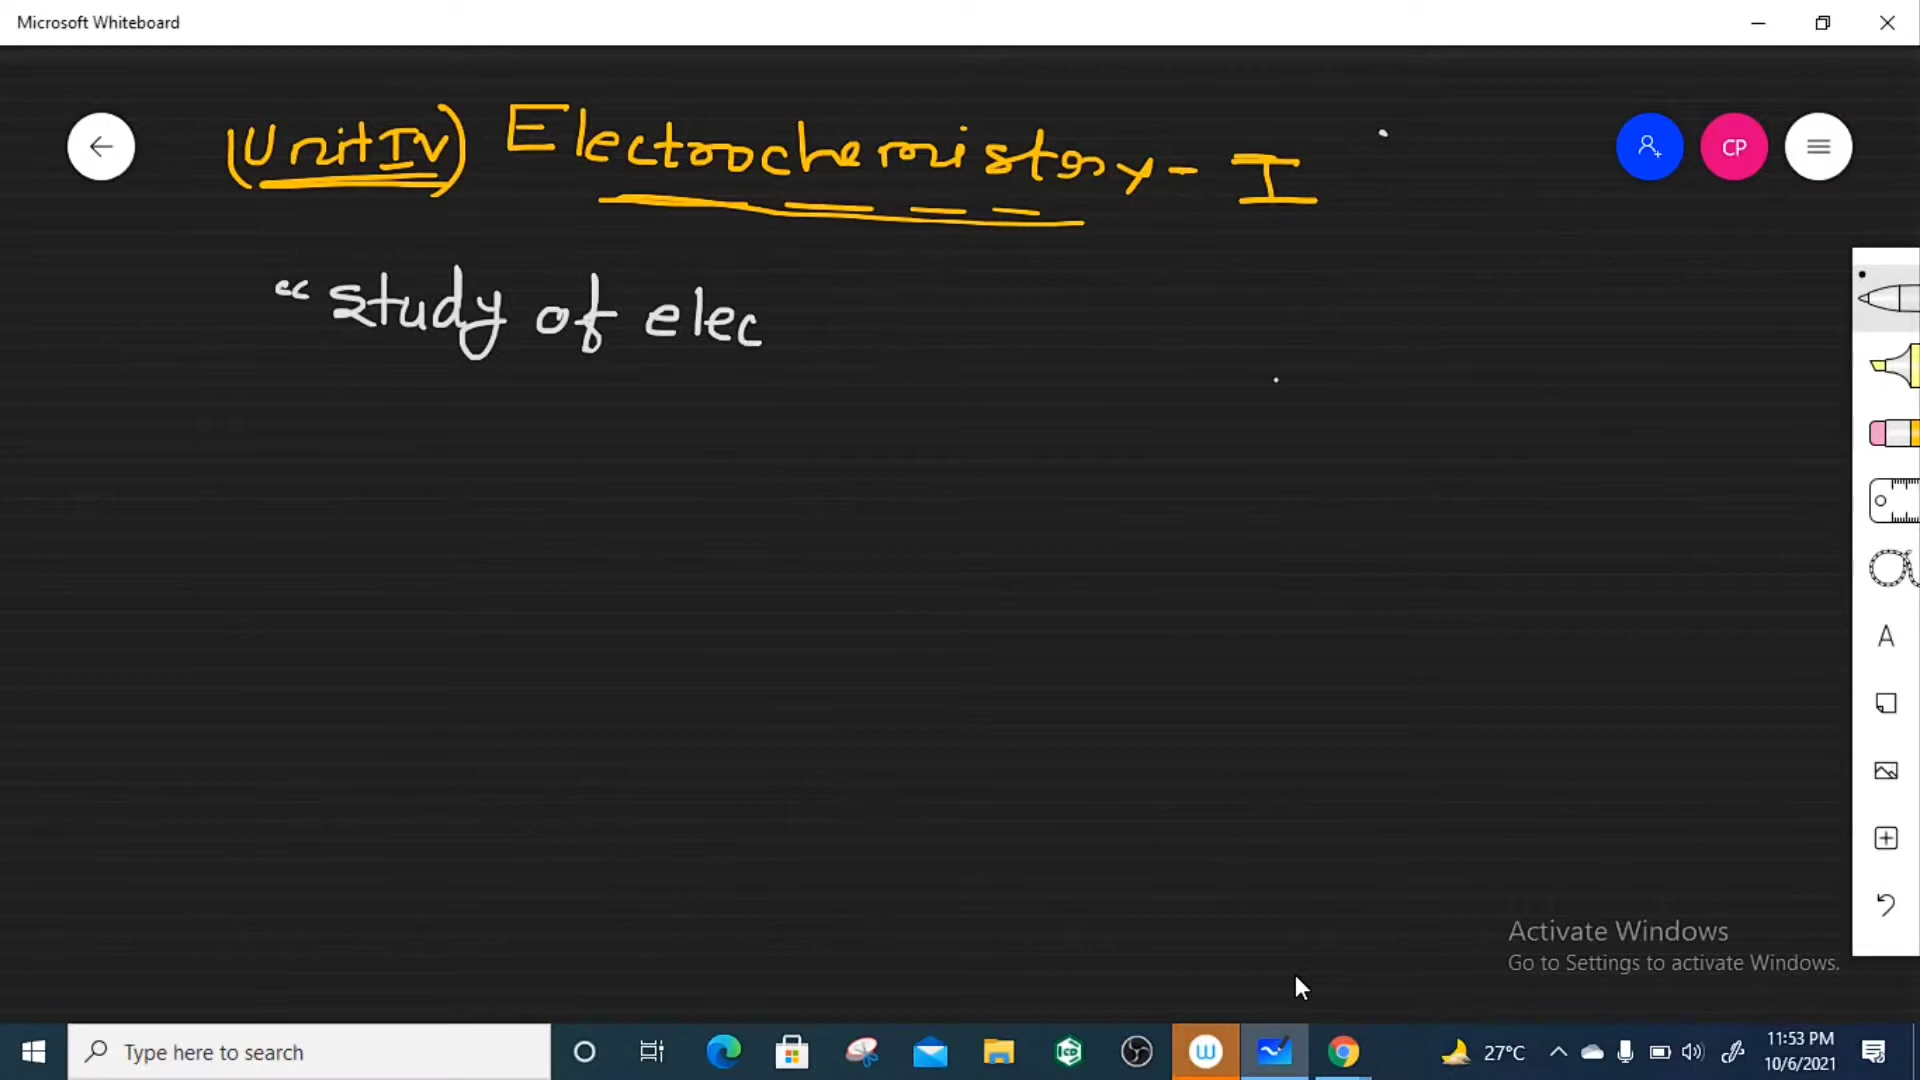 Microsoft Whiteboard
(Unit IV) Electrochemistry - I
CP
"study of elec
A
Activate Windows
Go to Settings to activate Windows.
Type here to search
27°C
11:53 PM
10/6/2021